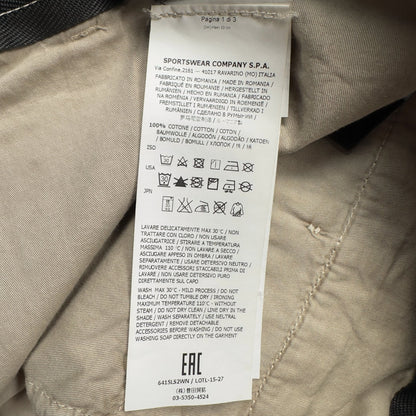 Pagina 1 di 3
SPORTSWEAR COMPANY S.P.A.
Via Confine,2161 — 41017 RAVARINO (MO) ITALIA
FABBRICATO IN ROMANIA / MADE IN ROMANIA /
FABRIQUÉ EN ROUMANIE / HERGESTELLT IN
RUMÄNIEN / HECHO EN RUMANIA / FABRICADO
NA ROMÉNIA / VERVAARDIGD IN ROEMENIË /
FREMSTILLET I RUMÆNIEN / TILLVERKAD I
RUMÄNIEN / СДЕЛАНО В РУМЫНИИ /
100% COTONE / COTTON / COTON /
BAUMWOLLE / ALGODÓN / ALGODÃO / KATOEN
/ BOMULD / BOMULL / ХЛОПОК / 棉 / 綿
ISO
USA
JPN
LAVARE DELICATAMENTE MAX 30°C / NON
TRATTARE CON CLORO / NON USARE
ASCIUGATRICE / STIRARE A TEMPERATURA
MASSIMA 110°C / NON LAVARE A SECCO /
ASCIUGARE APPESO IN OMBRA / LAVARE
SEPARATAMENTE / USARE DETERSIVO NEUTRO /
RIMUOVERE ACCESSORI STACCABILI PRIMA DI
LAVARE / NON USARE DETERSIVO PURO
DIRETTAMENTE SUL CAPO
WASH MAX 30°C - MILD PROCESS / DO NOT
BLEACH / DO NOT TUMBLE DRY / IRONING
MAXIMUM TEMPERATURE 110°C - WITHOUT
STEAM / DO NOT DRY CLEAN / LINE DRY IN THE
SHADE / WASH SEPARATELY / USE NEUTRAL
DETERGENT / REMOVE DETACHABLE
ACCESSORIES BEFORE WASHING / DO NOT USE
WASHING SOAP DIRECTLY ON THE GARMENT
EAC
6415LS2WN / LOTL-15-27
03-5350-4524